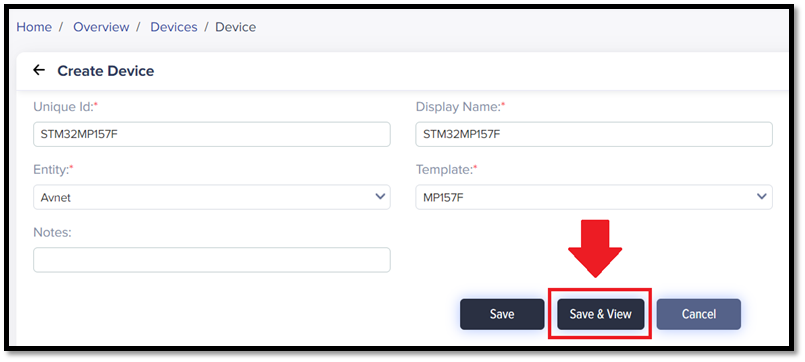 Home / Overview / Devices / Device
Create Device
Unique Id:* Display Name:*
STM32MP157F STM32MP157F
Entity:* Template:*
Avnet MP157F
Notes:
Save Save & View Cancel